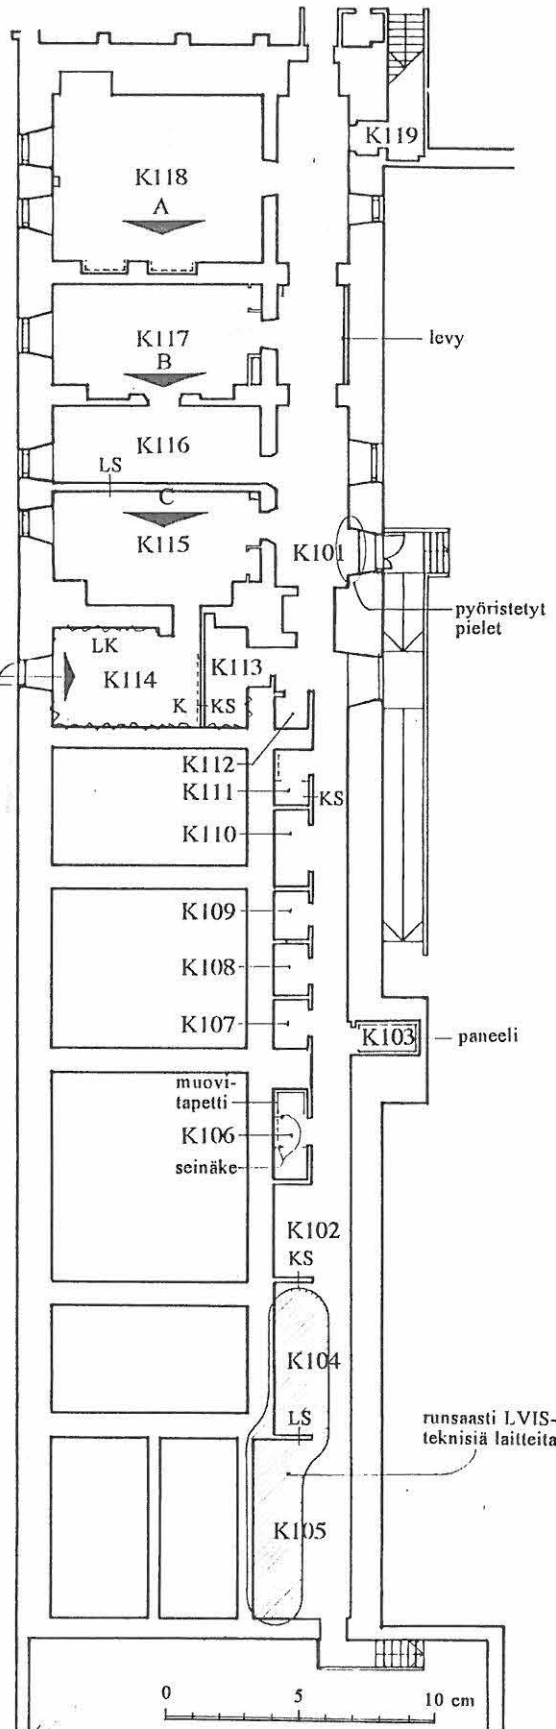 K119
K118
A
K117
B
levy
K116
LS
C
K115
K101
pyöristetyt
pielet
LK
K114
K113
K
KS
K112
K111
KS
K110
K109
K108
K107
K103
paneeli
muovi-
tapetti
K106
seinäke
K102
KS
K104
LS
runsaasti LVIS-
teknisiä laitteita
K105
0 5 10 cm